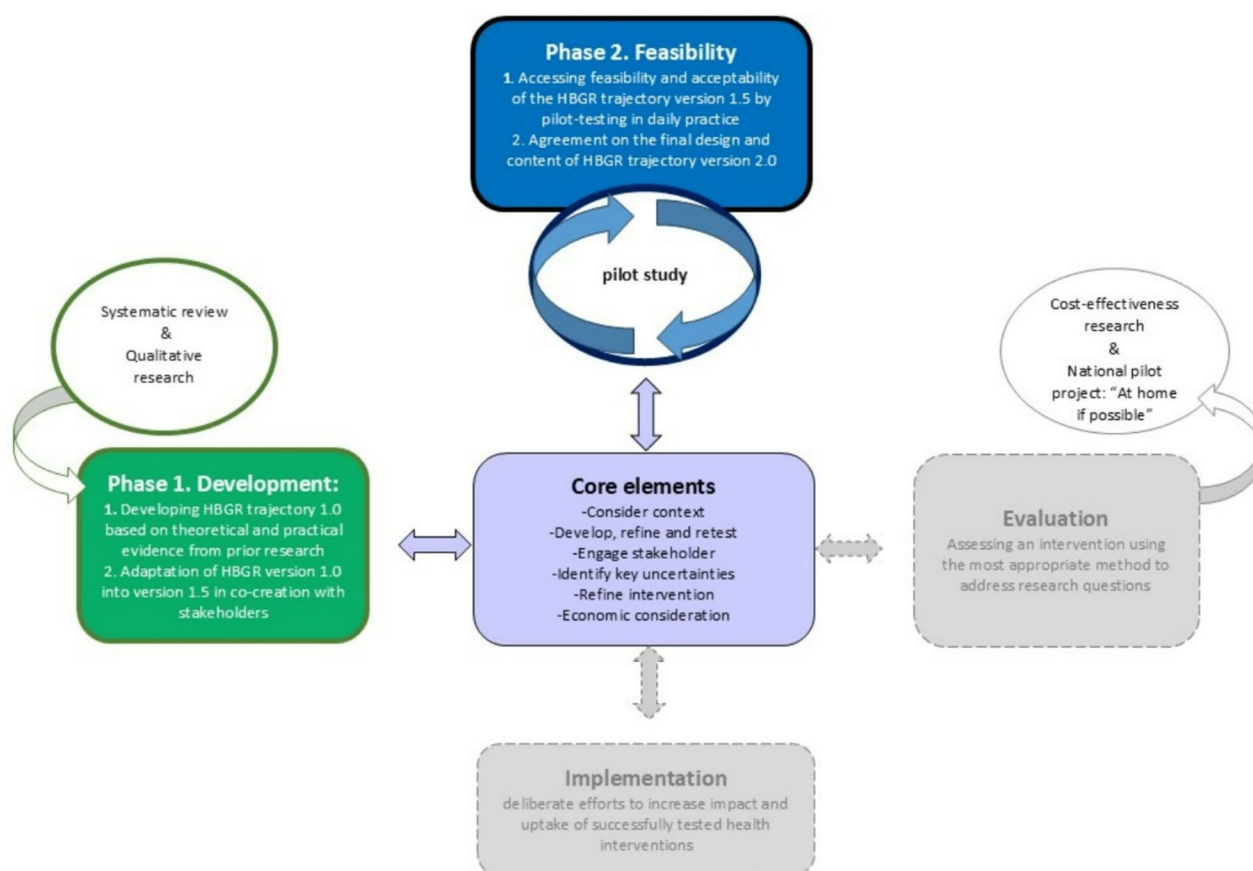 Phase 2. Feasibility
1. Accessing feasibility and acceptability
of the HBGR trajectory version 1.5 by
pilot-testing in daily practice
2. Agreement on the final design and
content of HBGR trajectory version 2.0
pilot study
Systematic review
&
Qualitative
research
Cost-effectiveness
research
&
National pilot
project: “At home
if possible”
Phase 1. Development:
1. Developing HBGR trajectory 1.0
based on theoretical and practical
evidence from prior research
2. Adaptation of HBGR version 1.0
into version 1.5 in co-creation with
stakeholders
Core elements
-Consider context
-Develop, refine and retest
-Engage stakeholder
-Identify key uncertainties
-Refine intervention
-Economic consideration
Evaluation
Assessing an intervention using
the most appropriate method to
address research questions
Implementation
deliberate efforts to increase impact and
uptake of successfully tested health
interventions